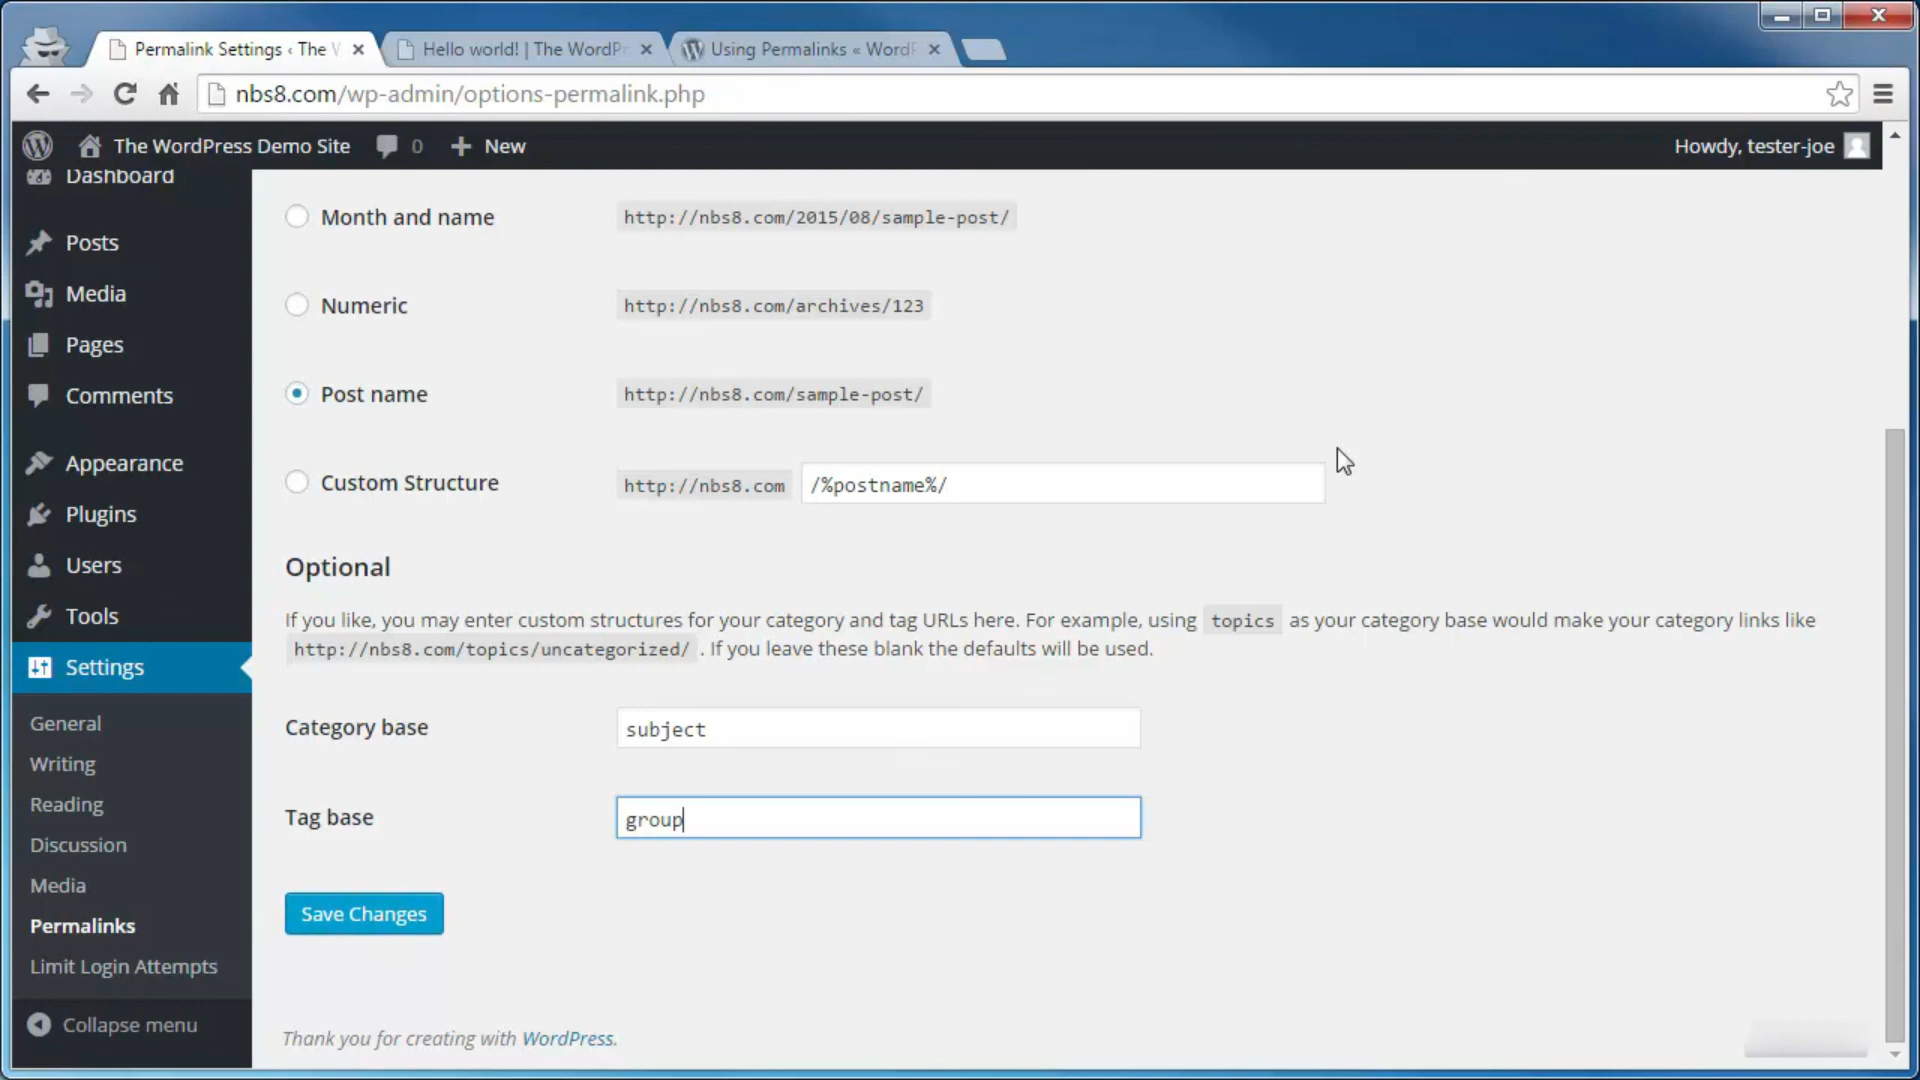 Permalink Settings ‹ The V
Hello world! | The WordPr
Using Permalinks « WordP
nbs8.com/wp-admin/options-permalink.php
The WordPress Demo Site
0
New
Howdy, tester-joe
Dashboard
Posts
Media
Pages
Comments
Appearance
Plugins
Users
Tools
Settings
General
Writing
Reading
Discussion
Media
Permalinks
Limit Login Attempts
Collapse menu
Month and name
http://nbs8.com/2015/08/sample-post/
Numeric
http://nbs8.com/archives/123
Post name
http://nbs8.com/sample-post/
Custom Structure
http://nbs8.com
/%postname%/
Optional
If you like, you may enter custom structures for your category and tag URLs here. For example, using topics as your category base would make your category links like
http://nbs8.com/topics/uncategorized/ . If you leave these blank the defaults will be used.
Category base
subject
Tag base
group
Save Changes
Thank you for creating with WordPress.